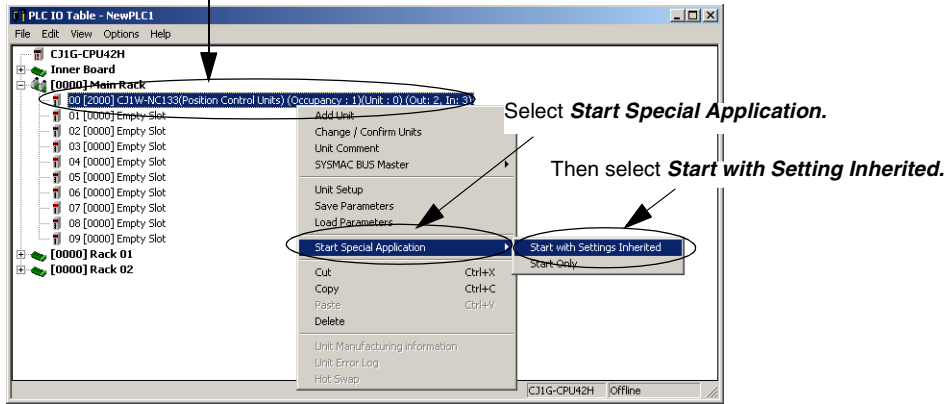 PLC IO Table - NewPLC1
File Edit View Options Help
CJ1G-CPU42H
Inner Board
[0000] Main Rack
00 [2000] CJ1W-NC133(Position Control Units) (Occupancy : 1)(Unit : 0) (Out: 2, In: 3)
01 [0000] Empty Slot
02 [0000] Empty Slot
03 [0000] Empty Slot
04 [0000] Empty Slot
05 [0000] Empty Slot
06 [0000] Empty Slot
07 [0000] Empty Slot
08 [0000] Empty Slot
09 [0000] Empty Slot
[0000] Rack 01
[0000] Rack 02
Add Unit
Change / Confirm Units
Unit Comment
SYSMAC BUS Master
Unit Setup
Save Parameters
Load Parameters
Start Special Application
Cut Ctrl+X
Copy Ctrl+C
Paste Ctrl+V
Delete
Unit Manufacturing information
Unit Error Log
Hot Swap
Start with Settings Inherited
Start Only
Select Start Special Application.
Then select Start with Setting Inherited.
CJ1G-CPU42H Offline